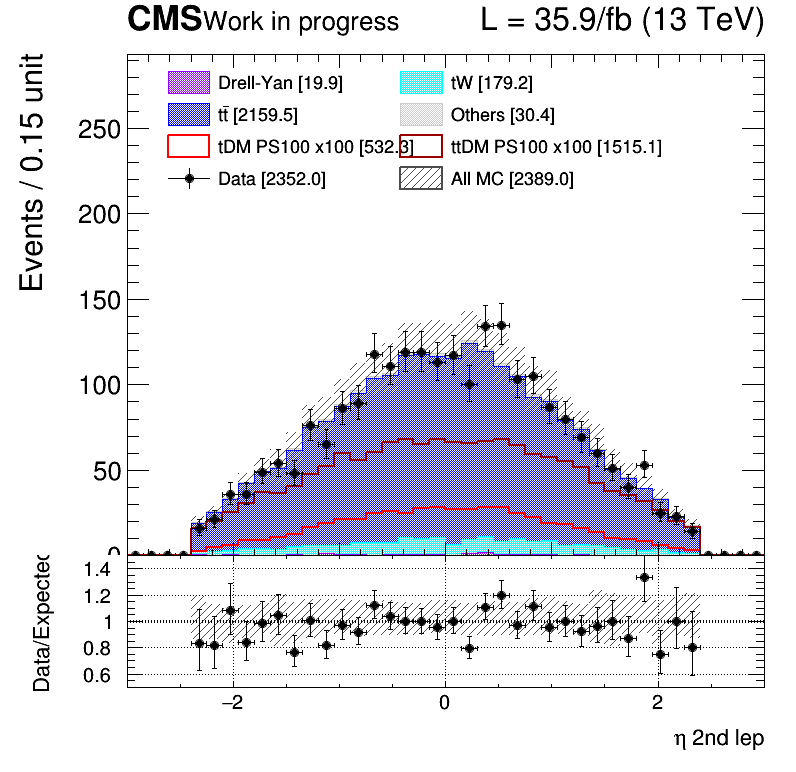 CMS Work in progress L = 35.9/fb (13 TeV)
Events / 0.15 unit
Drell-Yan [19.9] tW [179.2]
tt̄ [2159.5] Others [30.4]
tDM PS100 x100 [532.3] ttDM PS100 x100 [1515.1]
Data [2352.0] All MC [2389.0]
250
200
150
100
50
0
Data/Expected
1.4
1.2
1
0.8
0.6
−2 0 2
η 2nd lep